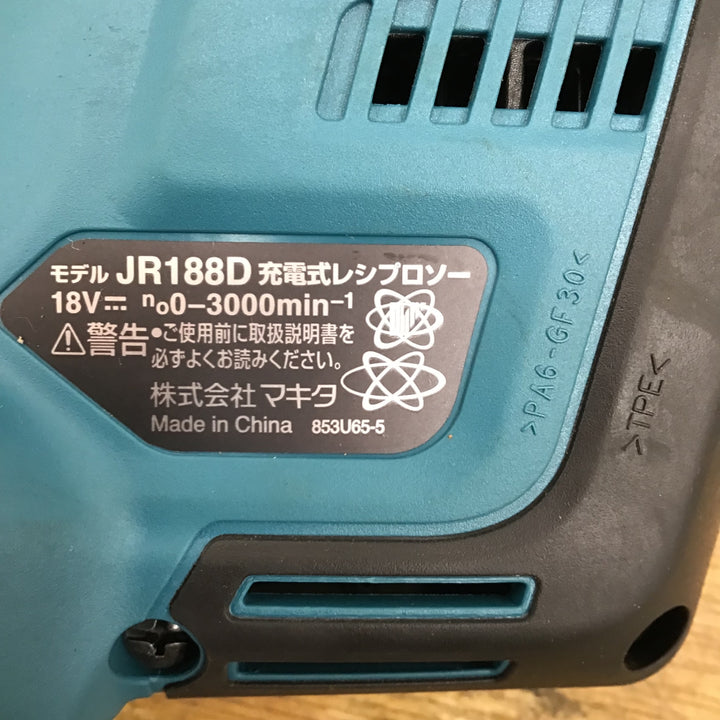 モデル JR188D 充電式レシプロソー
18V⎓ n₀0-3000min⁻¹
⚠警告 •ご使用前に取扱説明書を
必ずよくお読みください。
株式会社 マキタ
Made in China 853U65-5
>PA6-GF30<
>TPE<